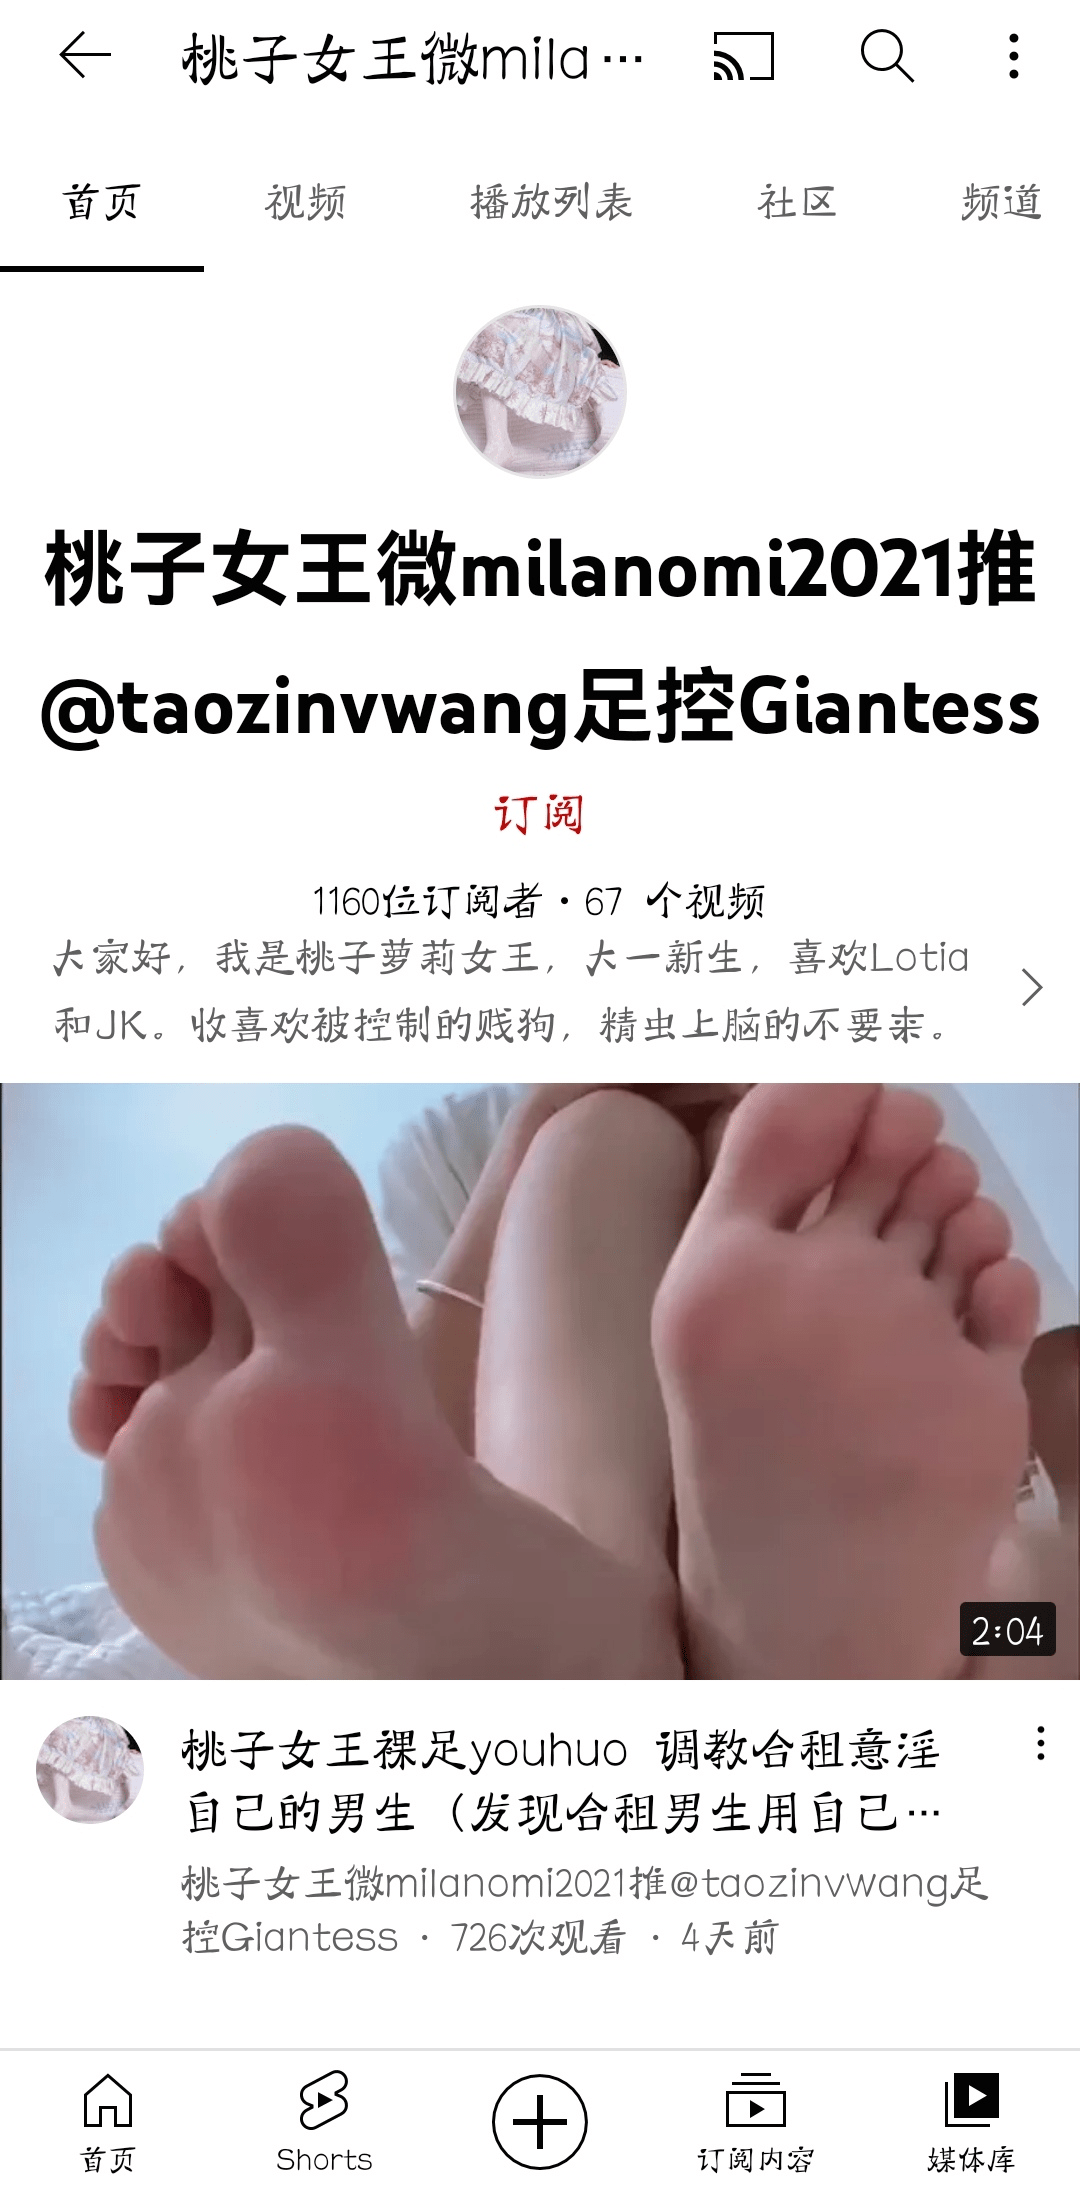 桃子女王微mila…
首页 视频 播放列表 社区 频道
桃子女王微milanomi2021推
@taozinvwang足控Giantess
订阅
1160位订阅者 · 67 个视频
大家好，我是桃子萝莉女王，大一新生，喜欢Lotia
和JK。收喜欢被控制的贱狗，精虫上脑的不要来。
2:04
桃子女王裸足youhuo 调教合租意淫
自己的男生（发现合租男生用自己…
桃子女王微milanomi2021推@taozinvwang足
控Giantess · 726次观看 · 4天前
首页 Shorts 订阅内容 媒体库